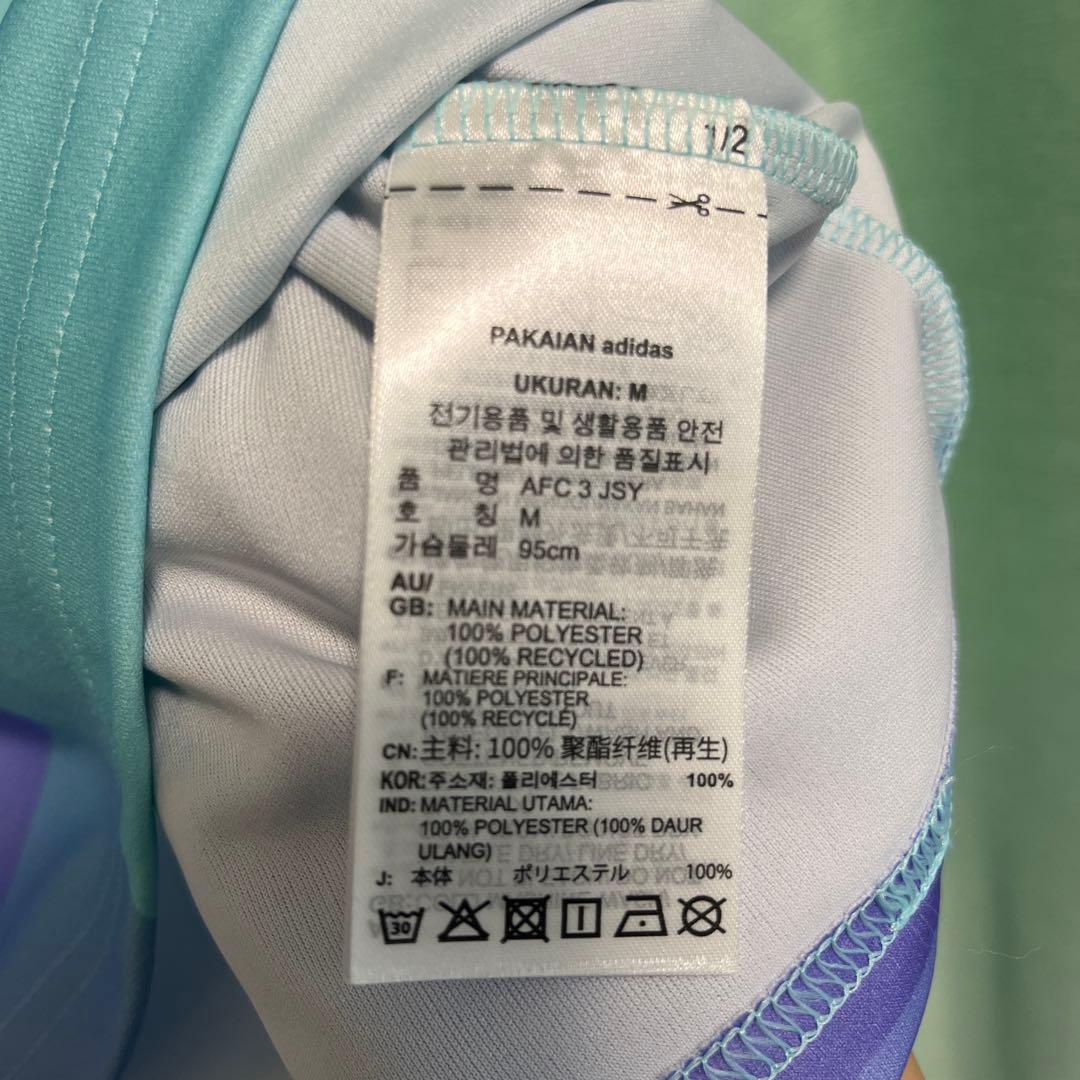 1/2
PAKAIAN adidas
UKURAN: M
전기용품 및 생활용품 안전
관리법에 의한 품질표시
품 명 AFC 3 JSY
호 칭 M
가슴둘레 95cm
AU/
GB: MAIN MATERIAL:
100% POLYESTER
(100% RECYCLED)
F: MATIERE PRINCIPALE:
100% POLYESTER
(100% RECYCLÉ)
CN: 主料: 100% 聚酯纤维(再生)
KOR: 주소재: 폴리에스터 100%
IND: MATERIAL UTAMA:
100% POLYESTER (100% DAUR
ULANG)
J: 本体 ポリエステル 100%
30